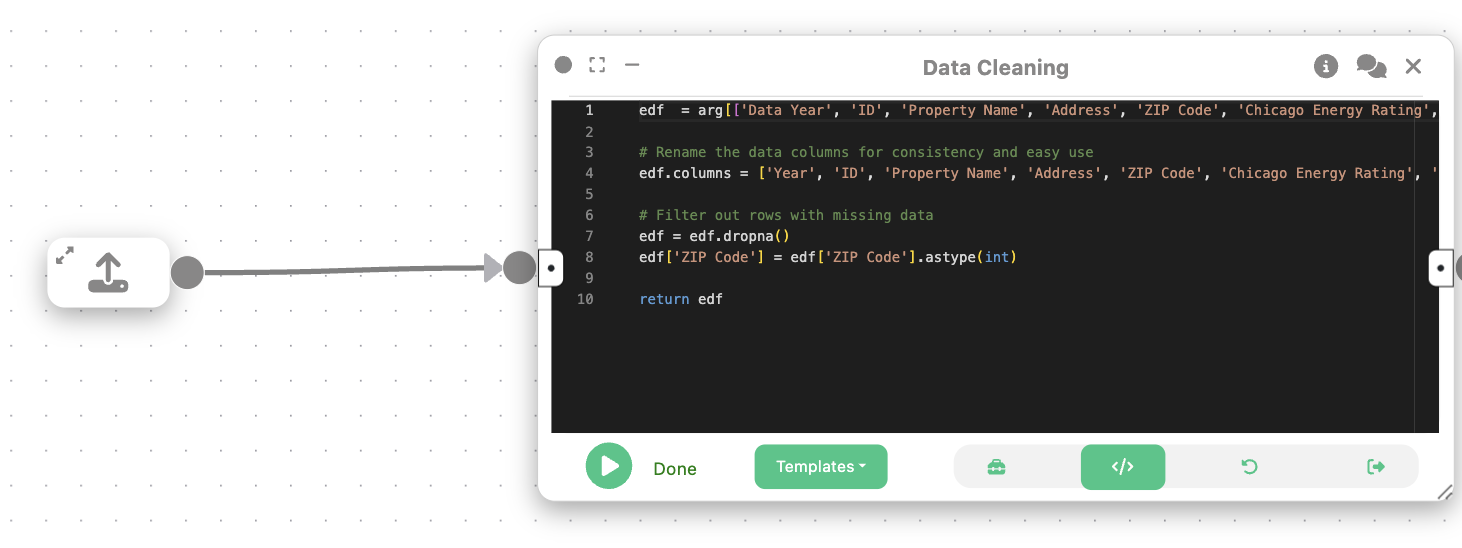 Data Cleaning
1 edf  = arg[['Data Year', 'ID', 'Property Name', 'Address', 'ZIP Code', 'Chicago Energy Rating',
2
3 # Rename the data columns for consistency and easy use
4 edf.columns = ['Year', 'ID', 'Property Name', 'Address', 'ZIP Code', 'Chicago Energy Rating', '
5
6 # Filter out rows with missing data
7 edf = edf.dropna()
8 edf['ZIP Code'] = edf['ZIP Code'].astype(int)
9
10 return edf
Done Templates </>